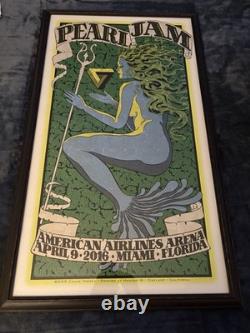 PEARL JAM
AMERICAN AIRLINES ARENA
APRIL 9·2016·MIAMI·FLORIDA